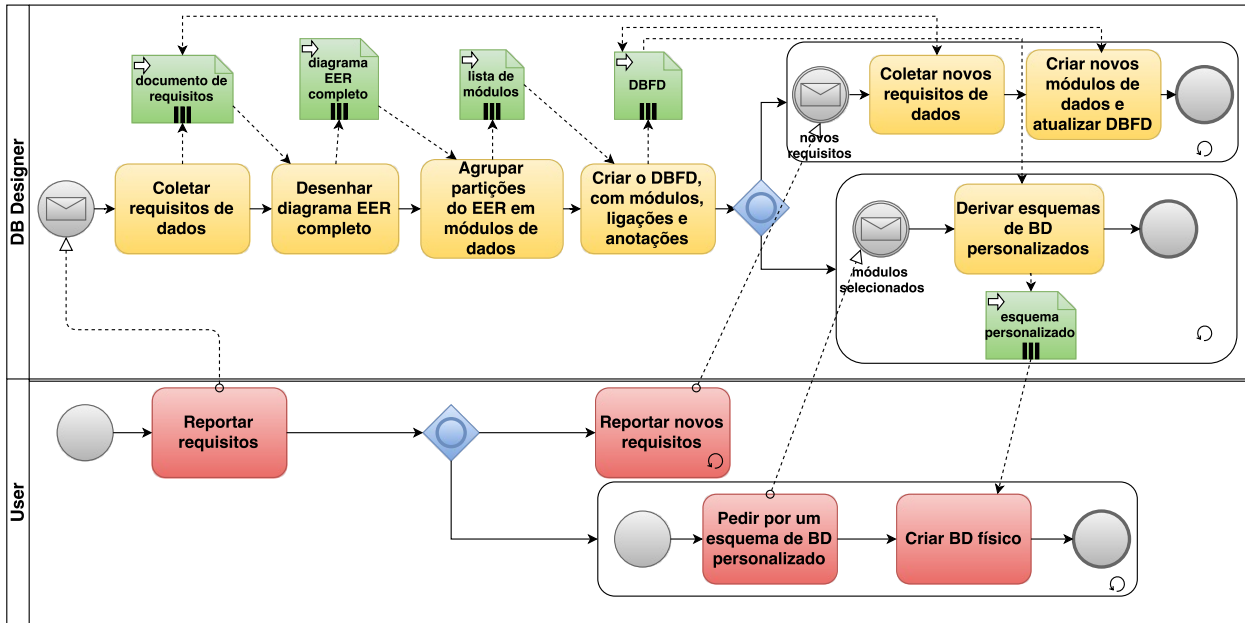 DB Designer
documento de
requisitos
diagrama
EER
completo
lista de
módulos
DBFD
Coletar
requisitos de
dados
Desenhar
diagrama EER
completo
Agrupar
partições
do EER em
módulos de
dados
Criar o DBFD,
com módulos,
ligações e
anotações
novos
requisitos
Coletar novos
requisitos de
dados
Criar novos
módulos de
dados e
atualizar DBFD
módulos
selecionados
Derivar esquemas
de BD
personalizados
esquema
personalizado
User
Reportar
requisitos
Reportar novos
requisitos
Pedir por um
esquema de BD
personalizado
Criar BD físico